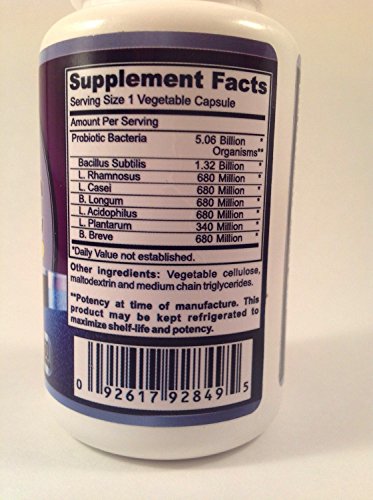 Supplement Facts
Serving Size 1 Vegetable Capsule
Amount Per Serving
Probiotic Bacteria 5.06 Billion *
Organisms**
Bacillus Subtilis 1.32 Billion *
L. Rhamnosus 680 Million *
L. Casei 680 Million *
B. Longum 680 Million *
L. Acidophilus 680 Million *
L. Plantarum 340 Million *
B. Breve 680 Million *
*Daily Value not established.
Other ingredients: Vegetable cellulose,
maltodextrin and medium chain triglycerides.
**Potency at time of manufacture. This
product may be kept refrigerated to
maximize shelf-life and potency.
0 92617 92849 5